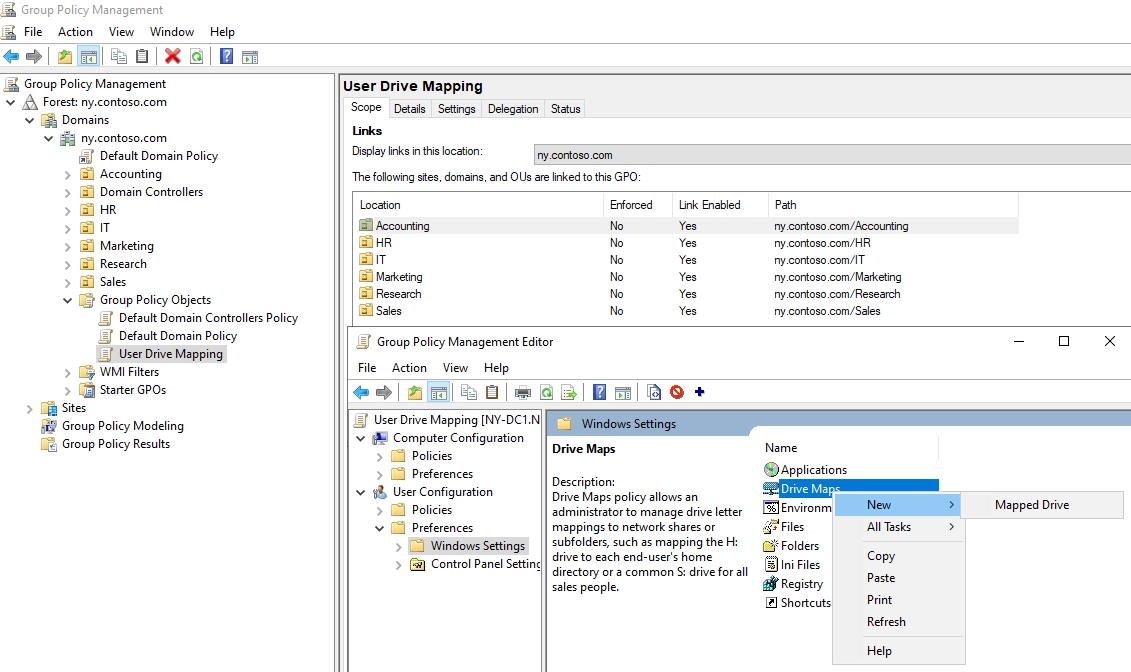 Group Policy Management
File Action View Window Help
Group Policy Management
Forest: ny.contoso.com
Domains
ny.contoso.com
Default Domain Policy
Accounting
Domain Controllers
HR
IT
Marketing
Research
Sales
Group Policy Objects
Default Domain Controllers Policy
Default Domain Policy
User Drive Mapping
WMI Filters
Starter GPOs
Sites
Group Policy Modeling
Group Policy Results
User Drive Mapping
Scope Details Settings Delegation Status
Links
Display links in this location: ny.contoso.com
The following sites, domains, and OUs are linked to this GPO:
Location Enforced Link Enabled Path
Accounting No Yes ny.contoso.com/Accounting
HR No Yes ny.contoso.com/HR
IT No Yes ny.contoso.com/IT
Marketing No Yes ny.contoso.com/Marketing
Research No Yes ny.contoso.com/Research
Sales No Yes ny.contoso.com/Sales
Group Policy Management Editor
File Action View Help
User Drive Mapping [NY-DC1.N
Computer Configuration
Policies
Preferences
User Configuration
Policies
Preferences
Windows Settings
Control Panel Setting
Windows Settings
Drive Maps
Description:
Drive Maps policy allows an
administrator to manage drive letter
mappings to network shares or
subfolders, such as mapping the H:
drive to each end-user's home
directory or a common S: drive for all
sales people.
Name
Applications
Drive Maps
Environm
Files
Folders
Ini Files
Registry
Shortcuts
New
All Tasks
Copy
Paste
Print
Refresh
Help
Mapped Drive